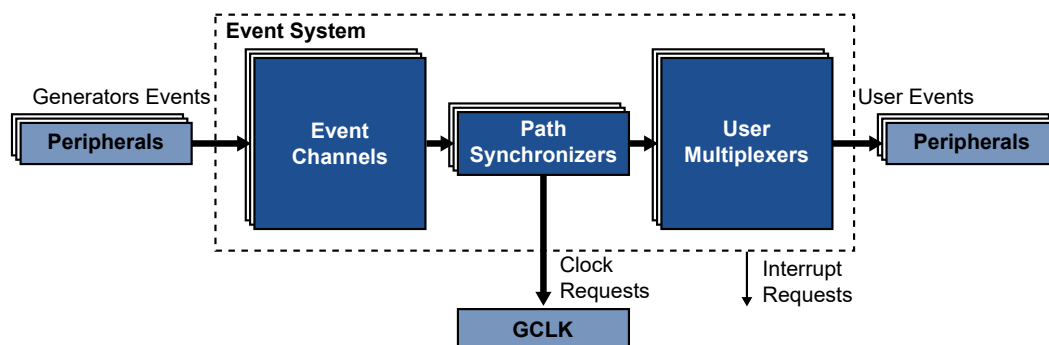 Event System
Generators Events
Peripherals
Event
Channels
Path
Synchronizers
User
Multiplexers
User Events
Peripherals
Clock
Requests
Interrupt
Requests
GCLK